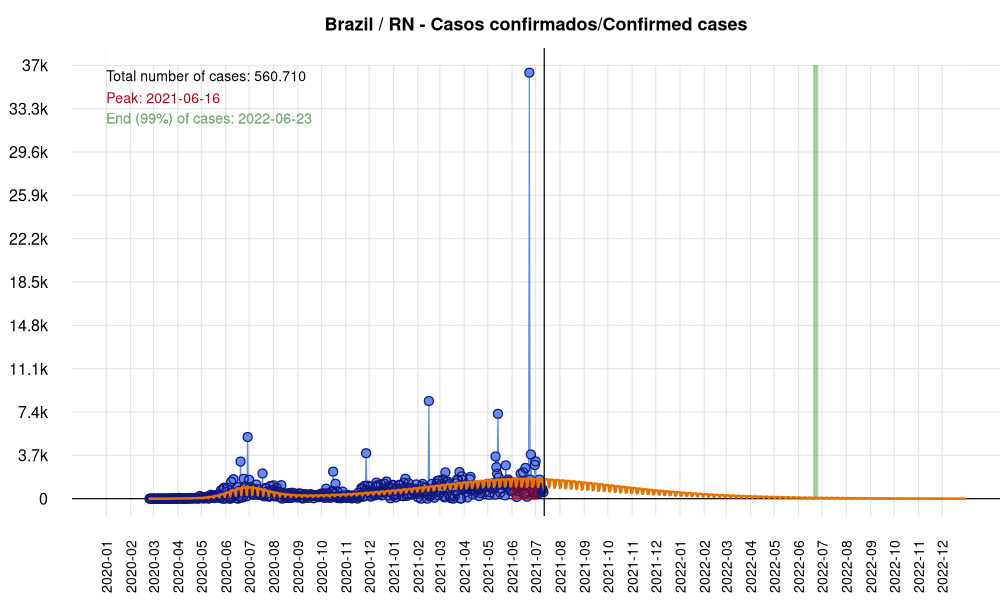 Brazil / RN - Casos confirmados/Confirmed cases
37k
Total number of cases: 560.710
Peak: 2021-06-16
End (99%) of cases: 2022-06-23
33.3k
29.6k
25.9k
22.2k
18.5k
14.8k
11.1k
7.4k
3.7k
0
2020-01
2020-02
2020-03
2020-04
2020-05
2020-06
2020-07
2020-08
2020-09
2020-10
2020-11
2020-12
2021-01
2021-02
2021-03
2021-04
2021-05
2021-06
2021-07
2021-08
2021-09
2021-10
2021-11
2021-12
2022-01
2022-02
2022-03
2022-04
2022-05
2022-06
2022-07
2022-08
2022-09
2022-10
2022-11
2022-12